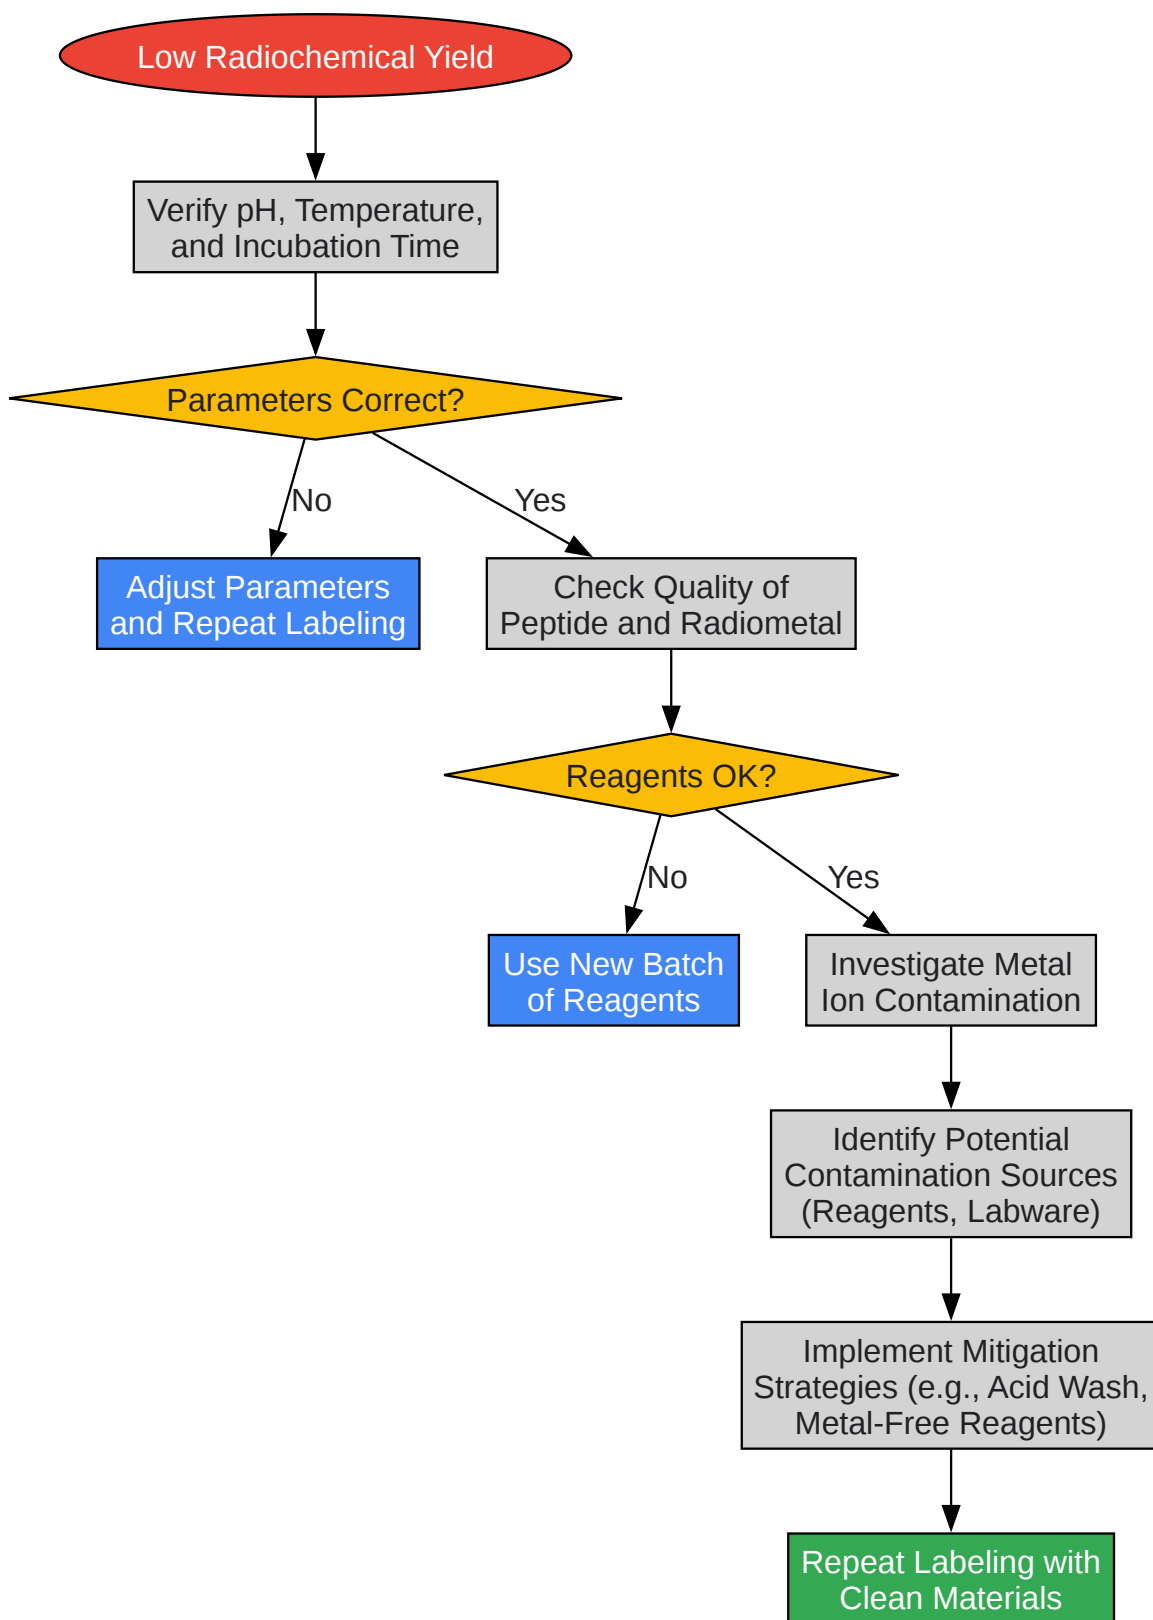 Low Radiochemical Yield
Verify pH, Temperature,
and Incubation Time
Parameters Correct?
No
Yes
Adjust Parameters
and Repeat Labeling
Check Quality of
Peptide and Radiometal
Reagents OK?
No
Yes
Use New Batch
of Reagents
Investigate Metal
Ion Contamination
Identify Potential
Contamination Sources
(Reagents, Labware)
Implement Mitigation
Strategies (e.g., Acid Wash,
Metal-Free Reagents)
Repeat Labeling with
Clean Materials